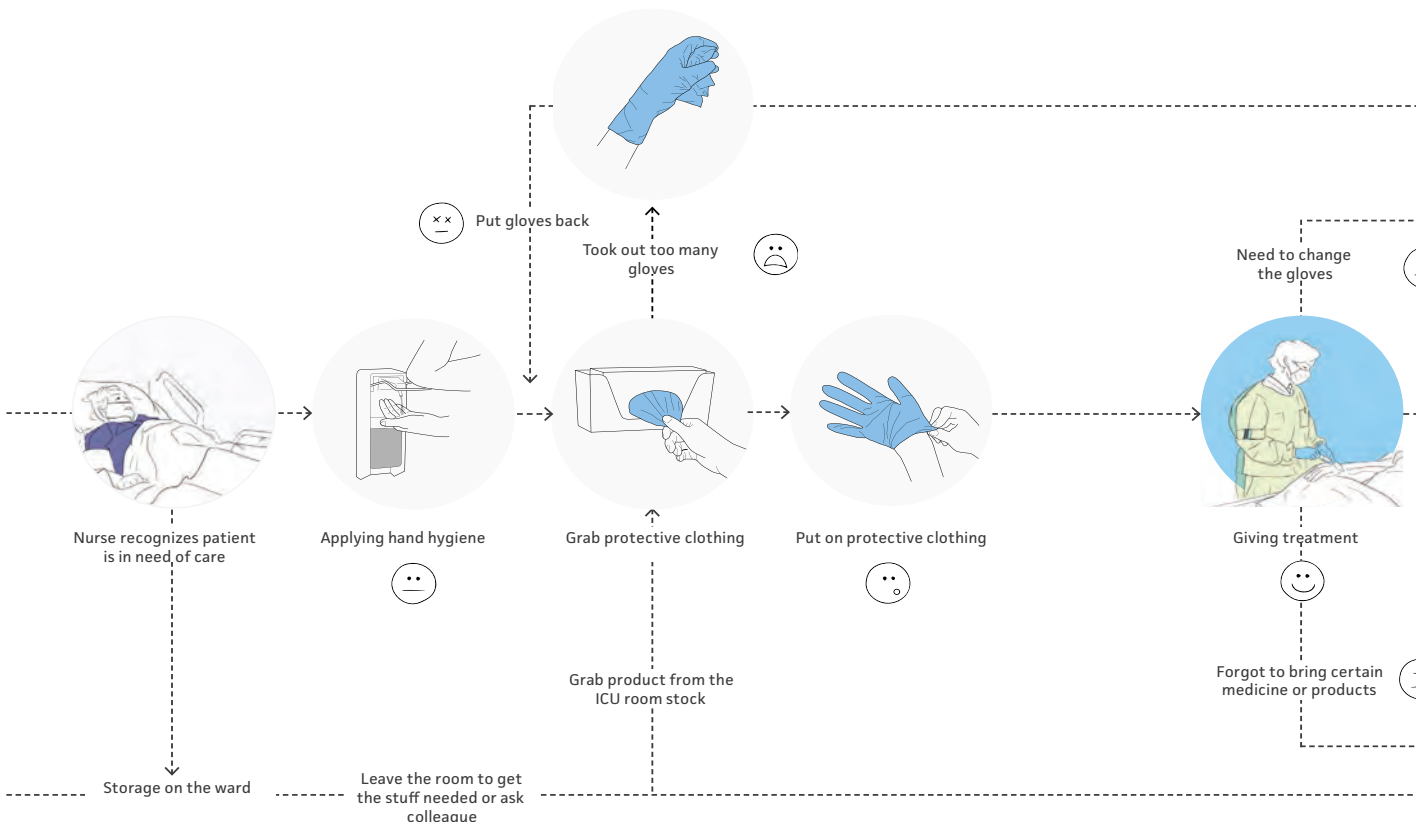 Put gloves back
Took out too many
gloves
Need to change
the gloves
Nurse recognizes patient
is in need of care
Applying hand hygiene
Grab protective clothing
Put on protective clothing
Giving treatment
Grab product from the
ICU room stock
Forgot to bring certain
medicine or products
Storage on the ward
Leave the room to get
the stuff needed or ask
colleague